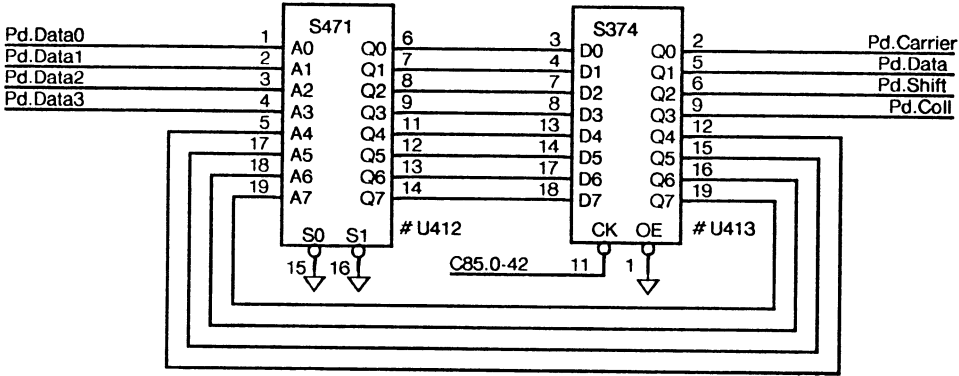 S471
S374
Pd.Data0 1 A0 Q0 6 3 D0 Q0 2 Pd.Carrier
Pd.Data1 2 A1 Q1 7 4 D1 Q1 5 Pd.Data
Pd.Data2 3 A2 Q2 8 7 D2 Q2 6 Pd.Shift
Pd.Data3 4 A3 Q3 9 8 D3 Q3 9 Pd.Coll
5 A4 Q4 11 13 D4 Q4 12
17 A5 Q5 12 14 D5 Q5 15
18 A6 Q6 13 17 D6 Q6 16
19 A7 Q7 14 18 D7 Q7 19
S0 S1 # U412 CK OE # U413
15 16 C85.0-42 11 1